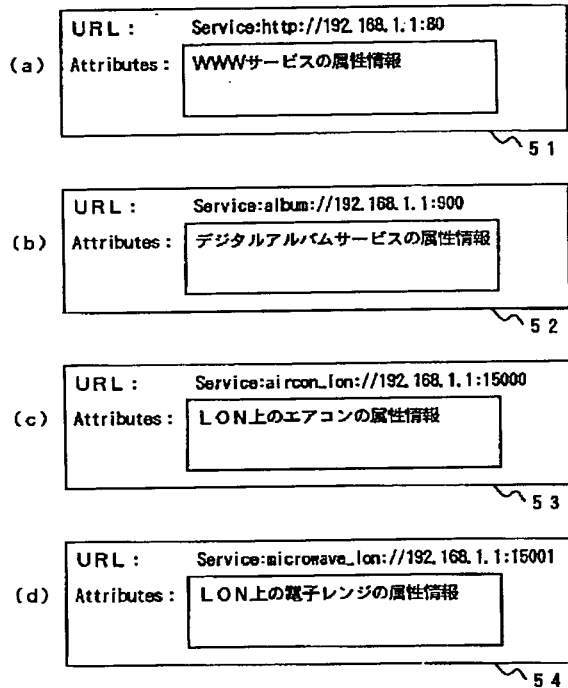 URL: Service:http://192.168.1.1:80
(a) Attributes: WWWサービスの属性情報
51
URL: Service:album://192.168.1.1:900
(b) Attributes: デジタルアルバムサービスの属性情報
52
URL: Service:aircon_lon://192.168.1.1:15000
(c) Attributes: LON上のエアコンの属性情報
53
URL: Service:microwave_lon://192.168.1.1:15001
(d) Attributes: LON上の電子レンジの属性情報
54